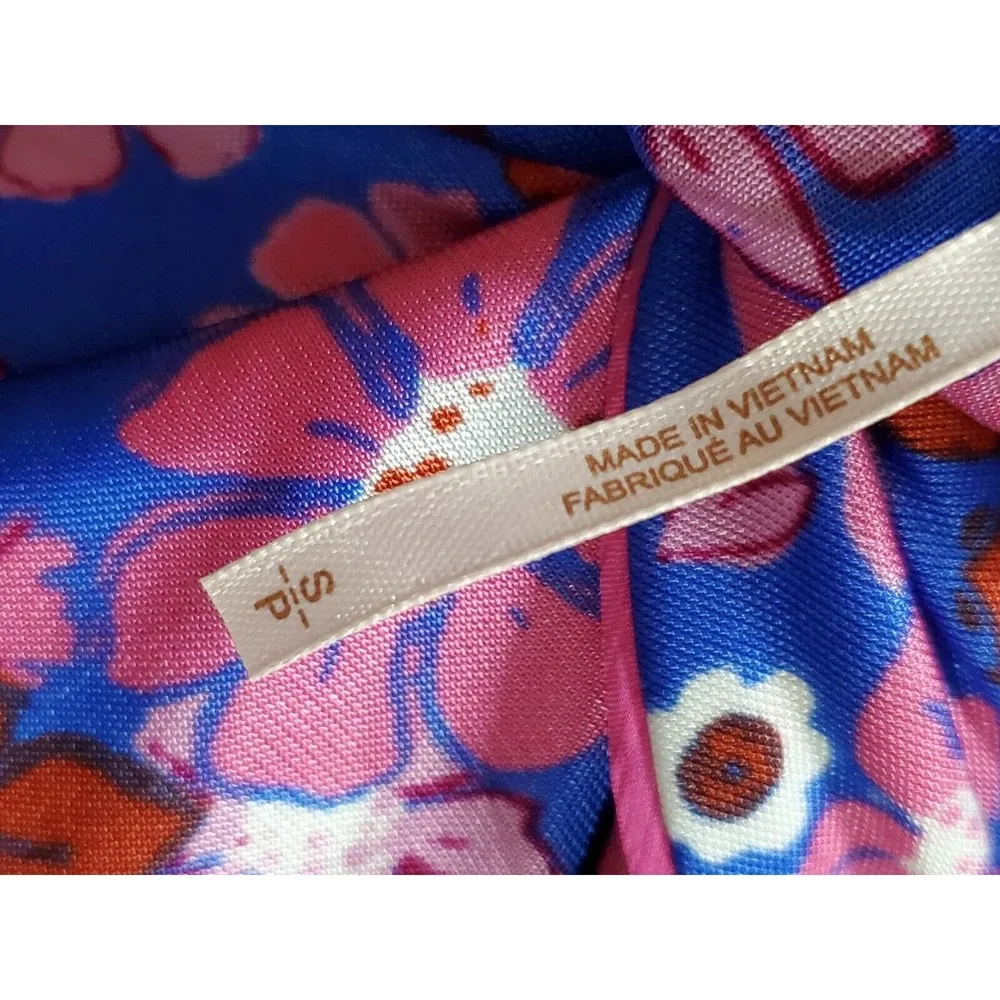 MADE IN VIETNAM
FABRIQUÉ AU VIETNAM
-S-
-P-